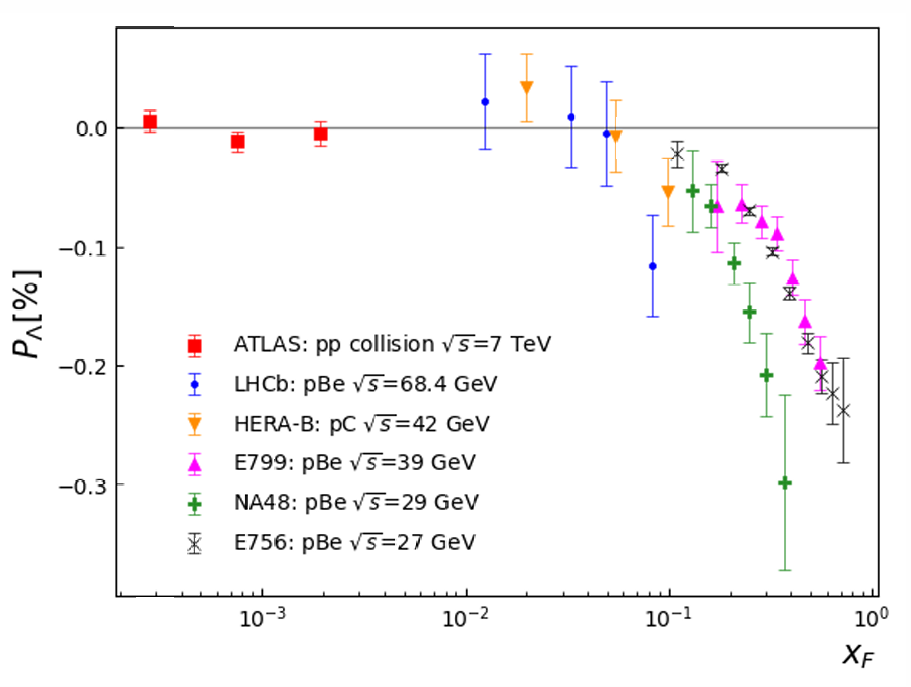 0.0
−0.1
−0.2
−0.3
P_Λ[%]
ATLAS: pp collision √s=7 TeV
LHCb: pBe √s=68.4 GeV
HERA-B: pC √s=42 GeV
E799: pBe √s=39 GeV
NA48: pBe √s=29 GeV
E756: pBe √s=27 GeV
10⁻³ 10⁻² 10⁻¹ 10⁰
x_F